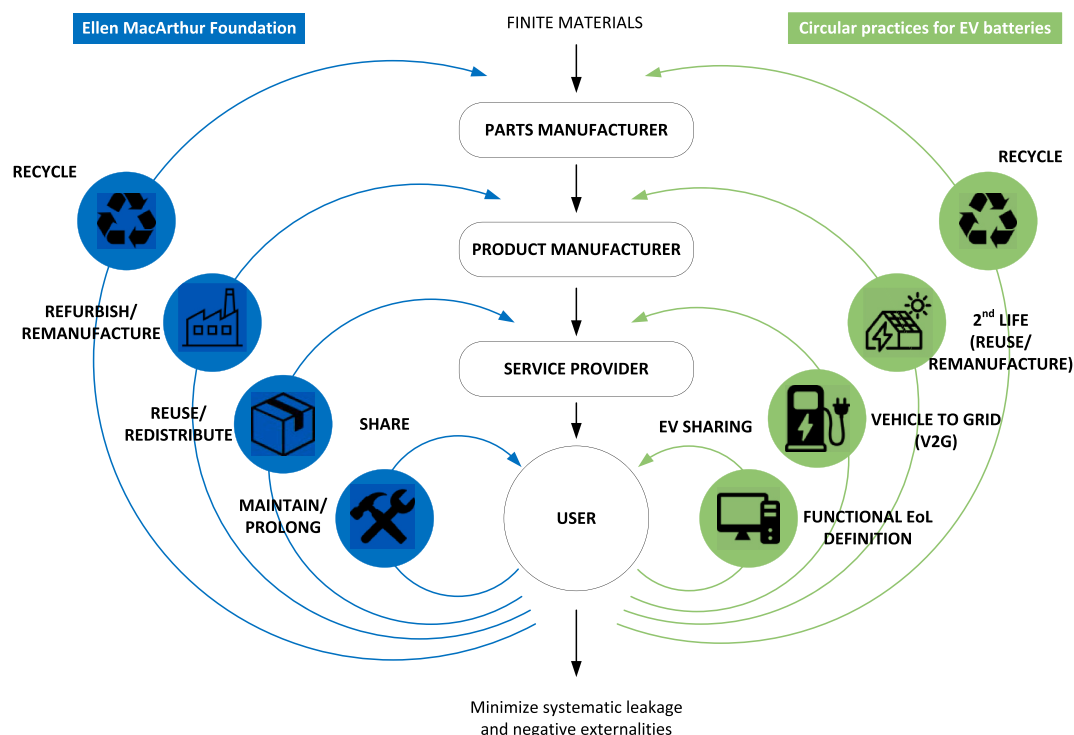 Ellen MacArthur Foundation
FINITE MATERIALS
Circular practices for EV batteries
PARTS MANUFACTURER
RECYCLE
RECYCLE
PRODUCT MANUFACTURER
REFURBISH/
REMANUFACTURE
2nd LIFE
(REUSE/
REMANUFACTURE)
SERVICE PROVIDER
REUSE/
REDISTRIBUTE
SHARE
EV SHARING
VEHICLE TO GRID
(V2G)
MAINTAIN/
PROLONG
USER
FUNCTIONAL EoL
DEFINITION
Minimize systematic leakage
and negative externalities